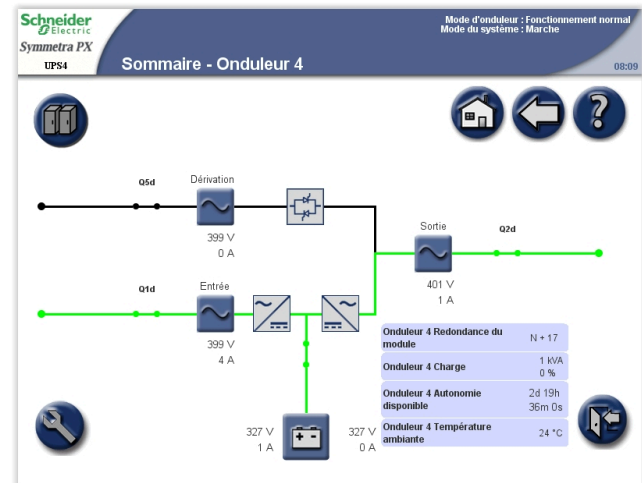 Schneider
Electric
Symmetra PX
UPS4
Sommaire - Onduleur 4
Mode d'onduleur : Fonctionnement normal
Mode du système : Marche
08:09
Q5d
Dérivation
399 V
0 A
Sortie
Q2d
401 V
1 A
Q1d
Entrée
399 V
4 A
327 V
1 A
327 V
0 A
Onduleur 4 Redondance du
module
N + 17
Onduleur 4 Charge
1 kVA
0 %
Onduleur 4 Autonomie
disponible
2d 19h
36m 0s
Onduleur 4 Température
ambiante
24 °C